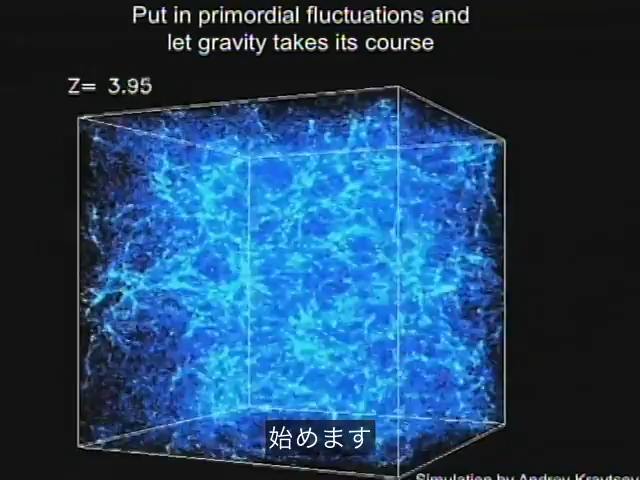 Put in primordial fluctuations and
let gravity takes its course
Z= 3.95
始めます
Simulation by Andrey Kravtsov